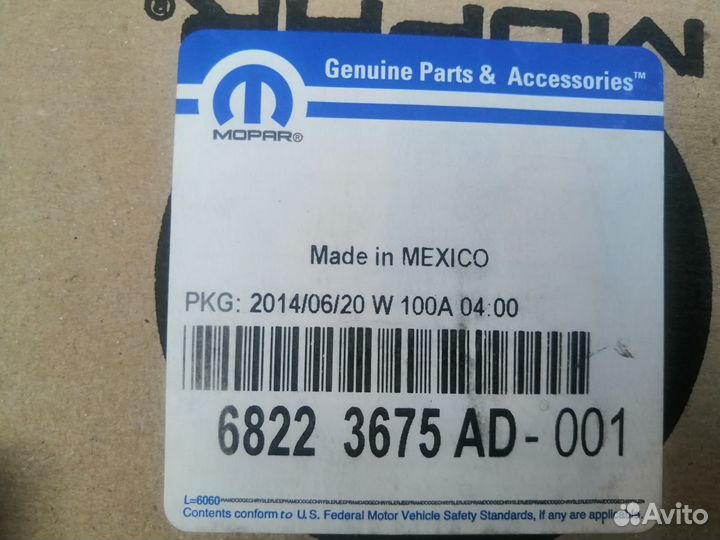 MOPAR®
Genuine Parts & Accessories™
MOPAR®
Made in MEXICO
PKG: 2014/06/20 W 100A 04:00
6822 3675 AD - 001
L=6060
Contents conform to U.S. Federal Motor Vehicle Safety Standards, If any are applicable.
Avito